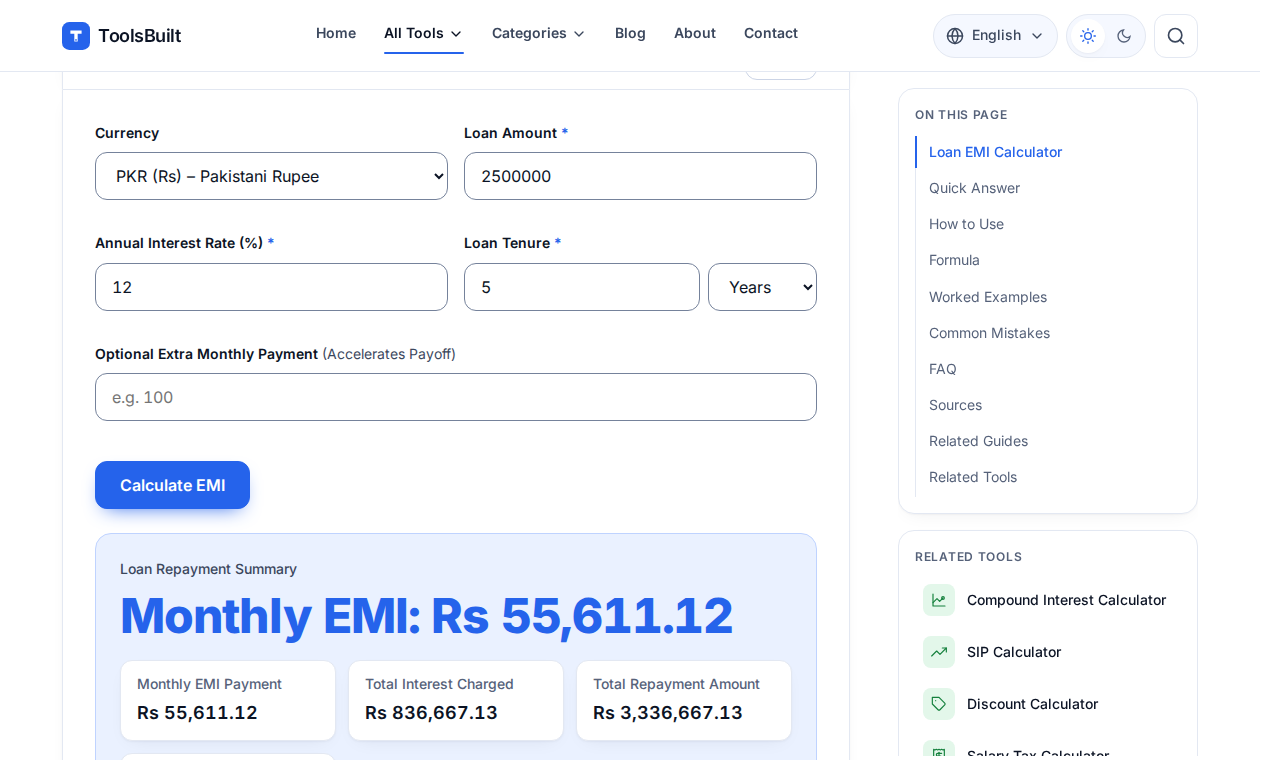 ToolsBuilt
Home
All Tools
Categories
Blog
About
Contact
English
Currency
Loan Amount *
PKR (Rs) – Pakistani Rupee
2500000
Annual Interest Rate (%) *
Loan Tenure *
12
5
Years
Optional Extra Monthly Payment (Accelerates Payoff)
e.g. 100
Calculate EMI
Loan Repayment Summary
Monthly EMI: Rs 55,611.12
Monthly EMI Payment
Rs 55,611.12
Total Interest Charged
Rs 836,667.13
Total Repayment Amount
Rs 3,336,667.13
ON THIS PAGE
Loan EMI Calculator
Quick Answer
How to Use
Formula
Worked Examples
Common Mistakes
FAQ
Sources
Related Guides
Related Tools
RELATED TOOLS
Compound Interest Calculator
SIP Calculator
Discount Calculator
Salary Tax Calculator